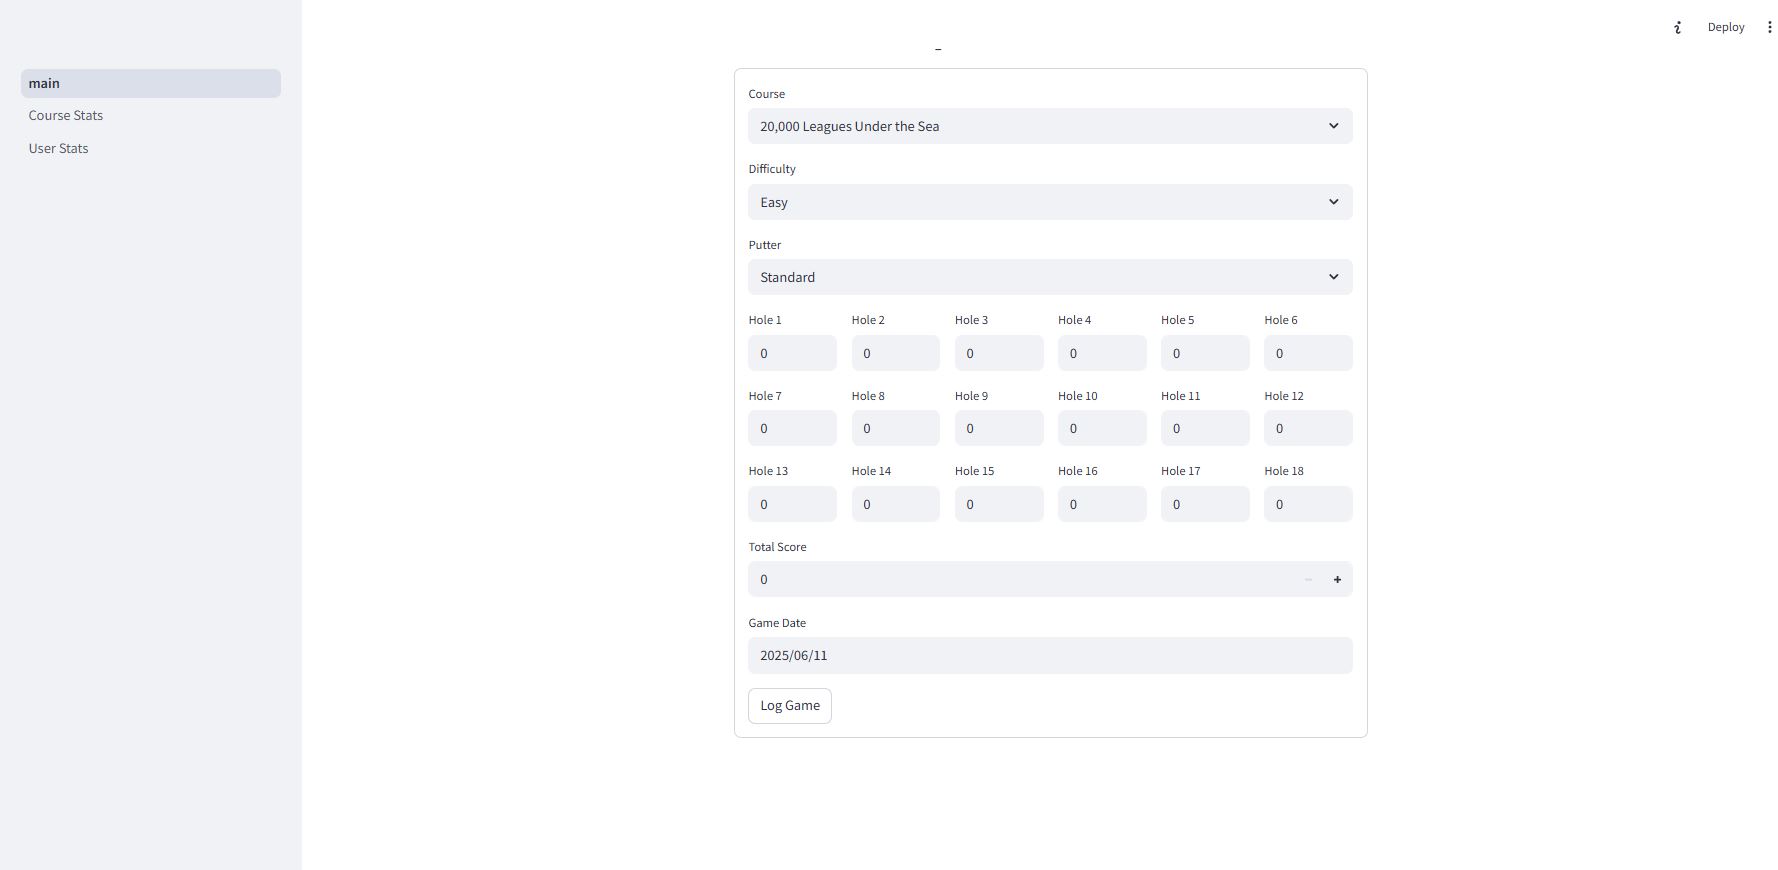 Deploy
main
Course Stats
User Stats
Course
20,000 Leagues Under the Sea
Difficulty
Easy
Putter
Standard
Hole 1 Hole 2 Hole 3 Hole 4 Hole 5 Hole 6
0 0 0 0 0 0
Hole 7 Hole 8 Hole 9 Hole 10 Hole 11 Hole 12
0 0 0 0 0 0
Hole 13 Hole 14 Hole 15 Hole 16 Hole 17 Hole 18
0 0 0 0 0 0
Total Score
0
Game Date
2025/06/11
Log Game